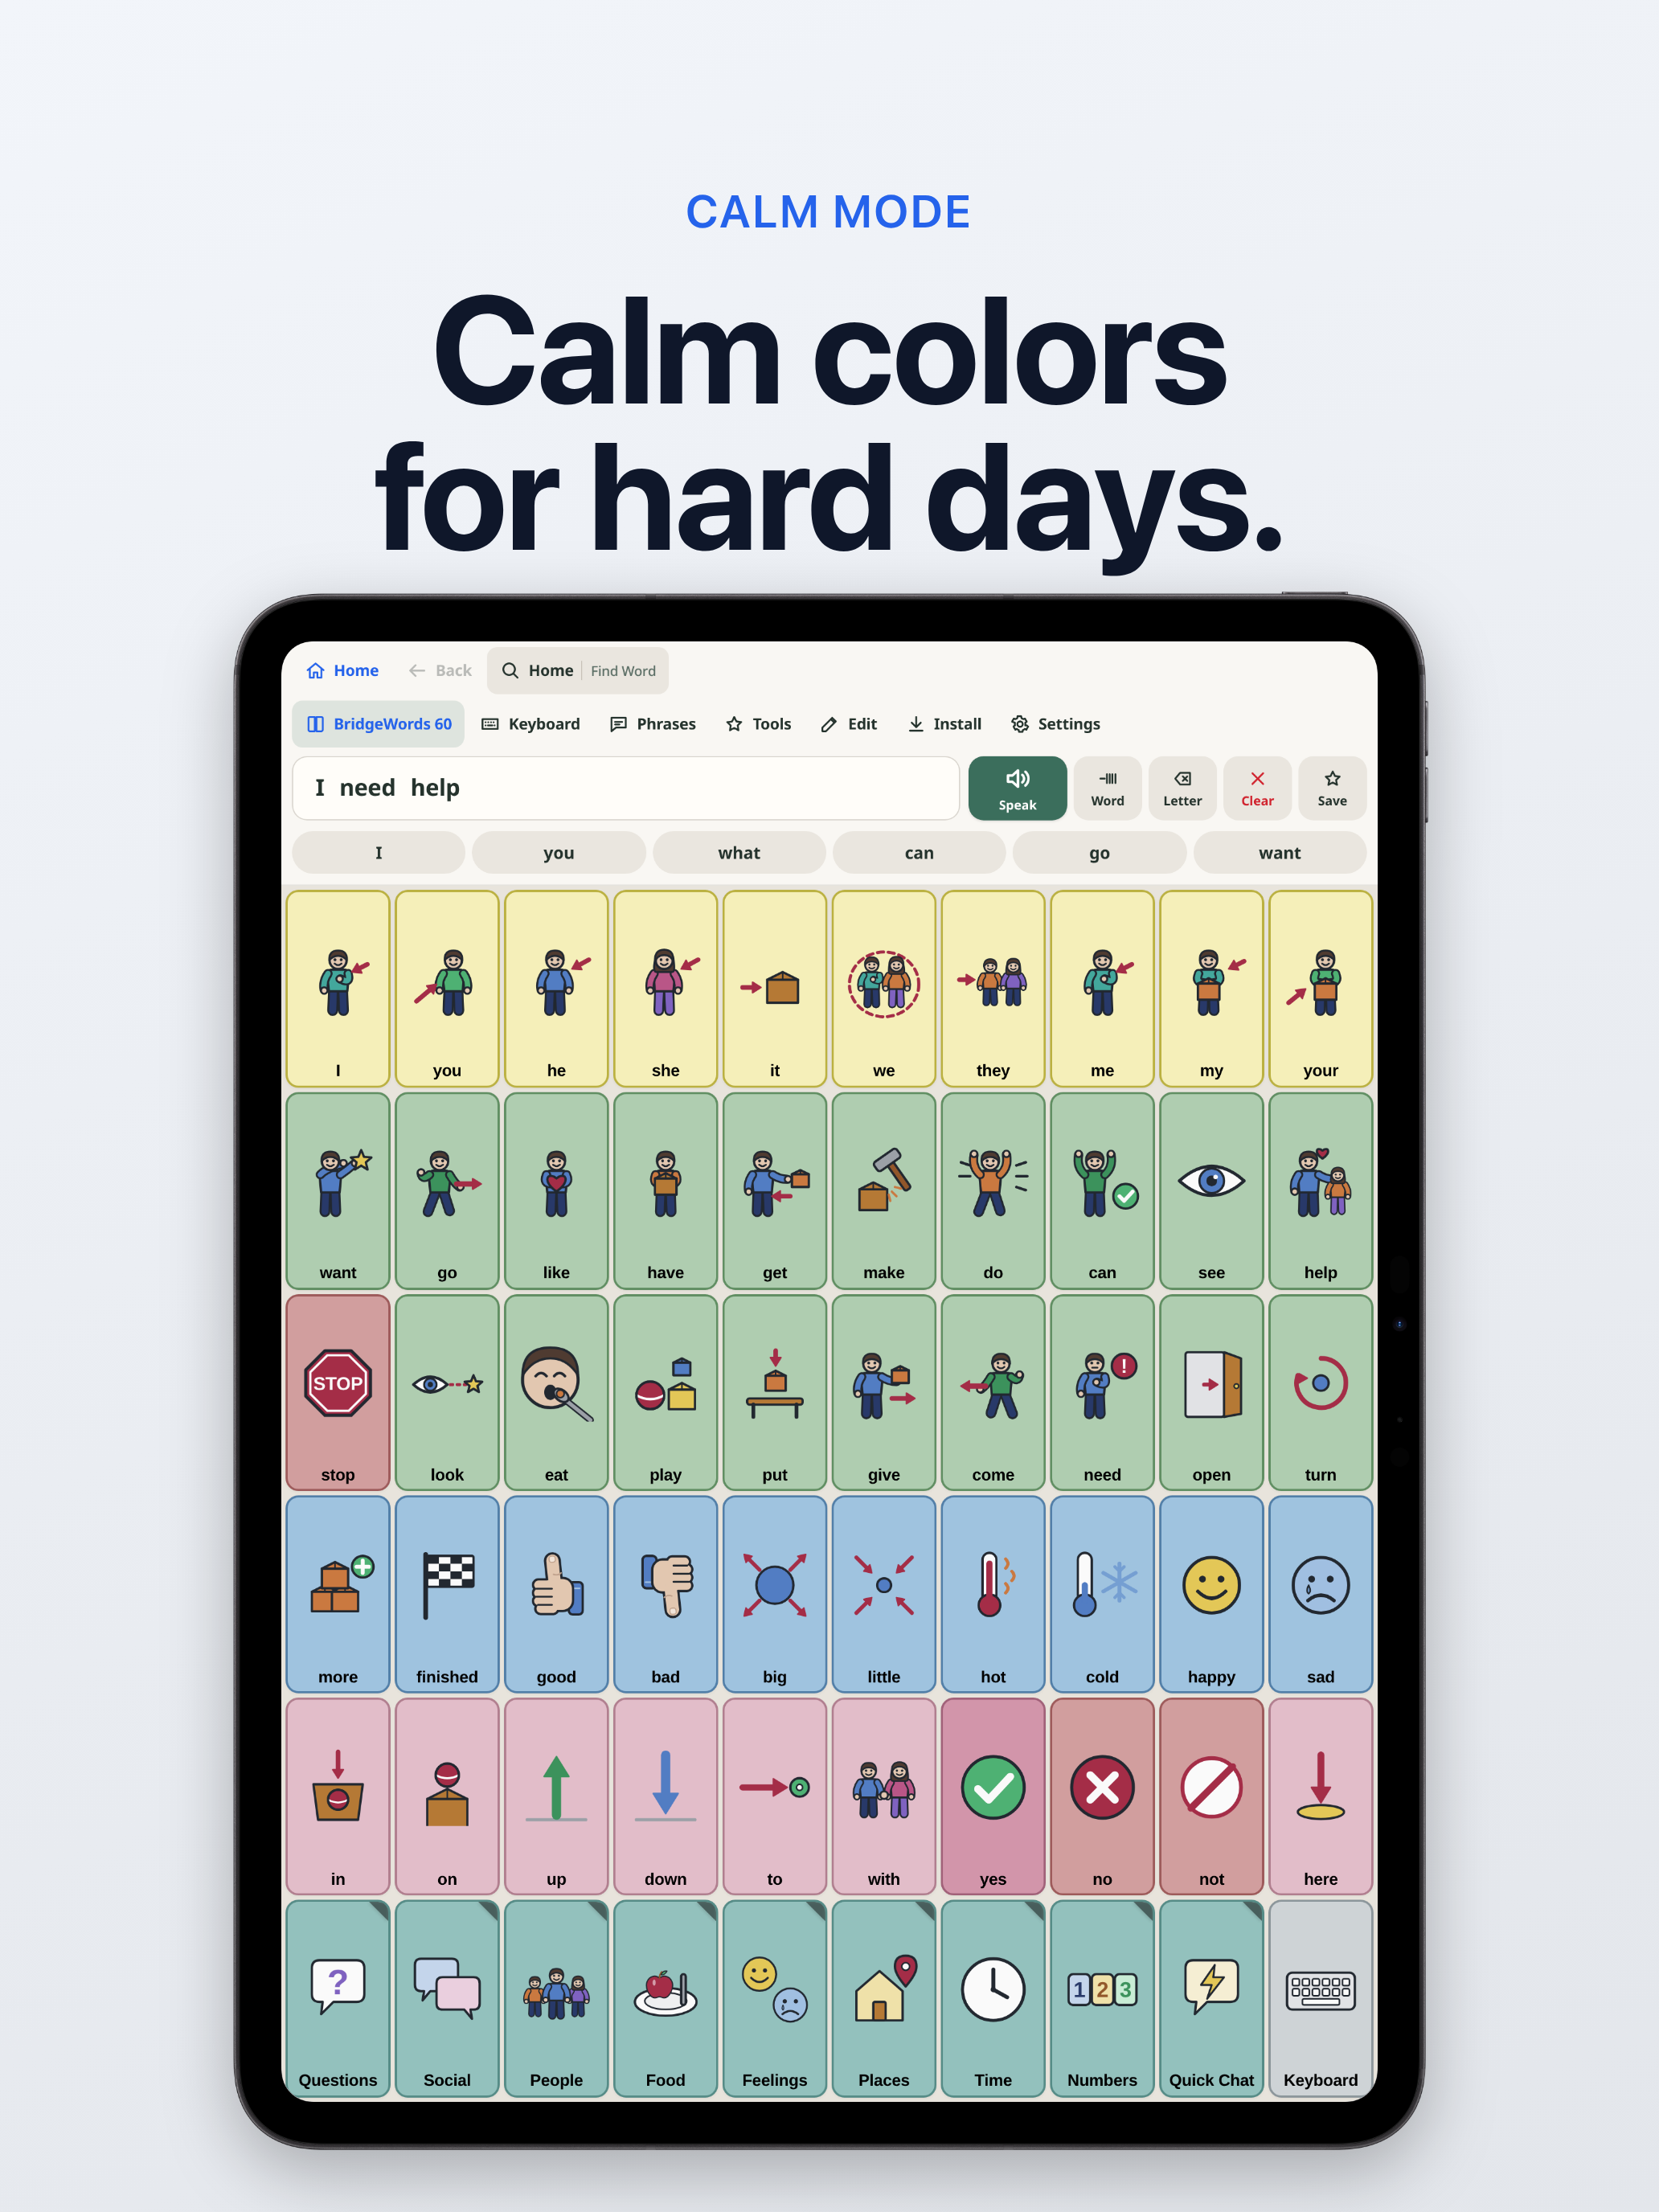 CALM MODE
Calm colors
for hard days.
Home Back Home Find Word
BridgeWords 60 Keyboard Phrases Tools Edit Install Settings
I need help Speak Word Letter Clear Save
I you what can go want
I you he she it we they me my your
want go like have get make do can see help
STOP
!
stop look eat play put give come need open turn
more finished good bad big little hot cold happy sad
in on up down to with yes no not here
? 1 2 3
Questions Social People Food Feelings Places Time Numbers Quick Chat Keyboard